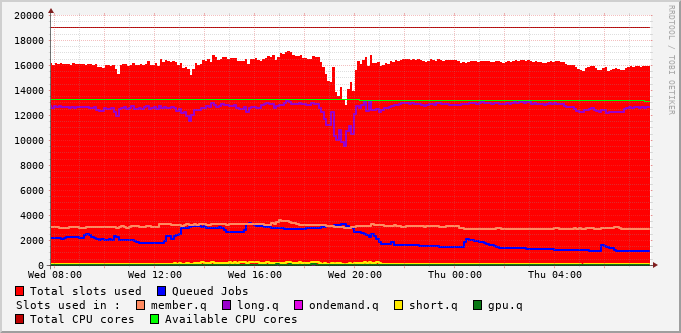 RRDTOOL / TOBI OETIKER
20000
18000
16000
14000
12000
10000
8000
6000
4000
2000
0
Wed 08:00 Wed 12:00 Wed 16:00 Wed 20:00 Thu 00:00 Thu 04:00
Total slots used Queued Jobs
Slots used in : member.q long.q ondemand.q short.q gpu.q
Total CPU cores Available CPU cores